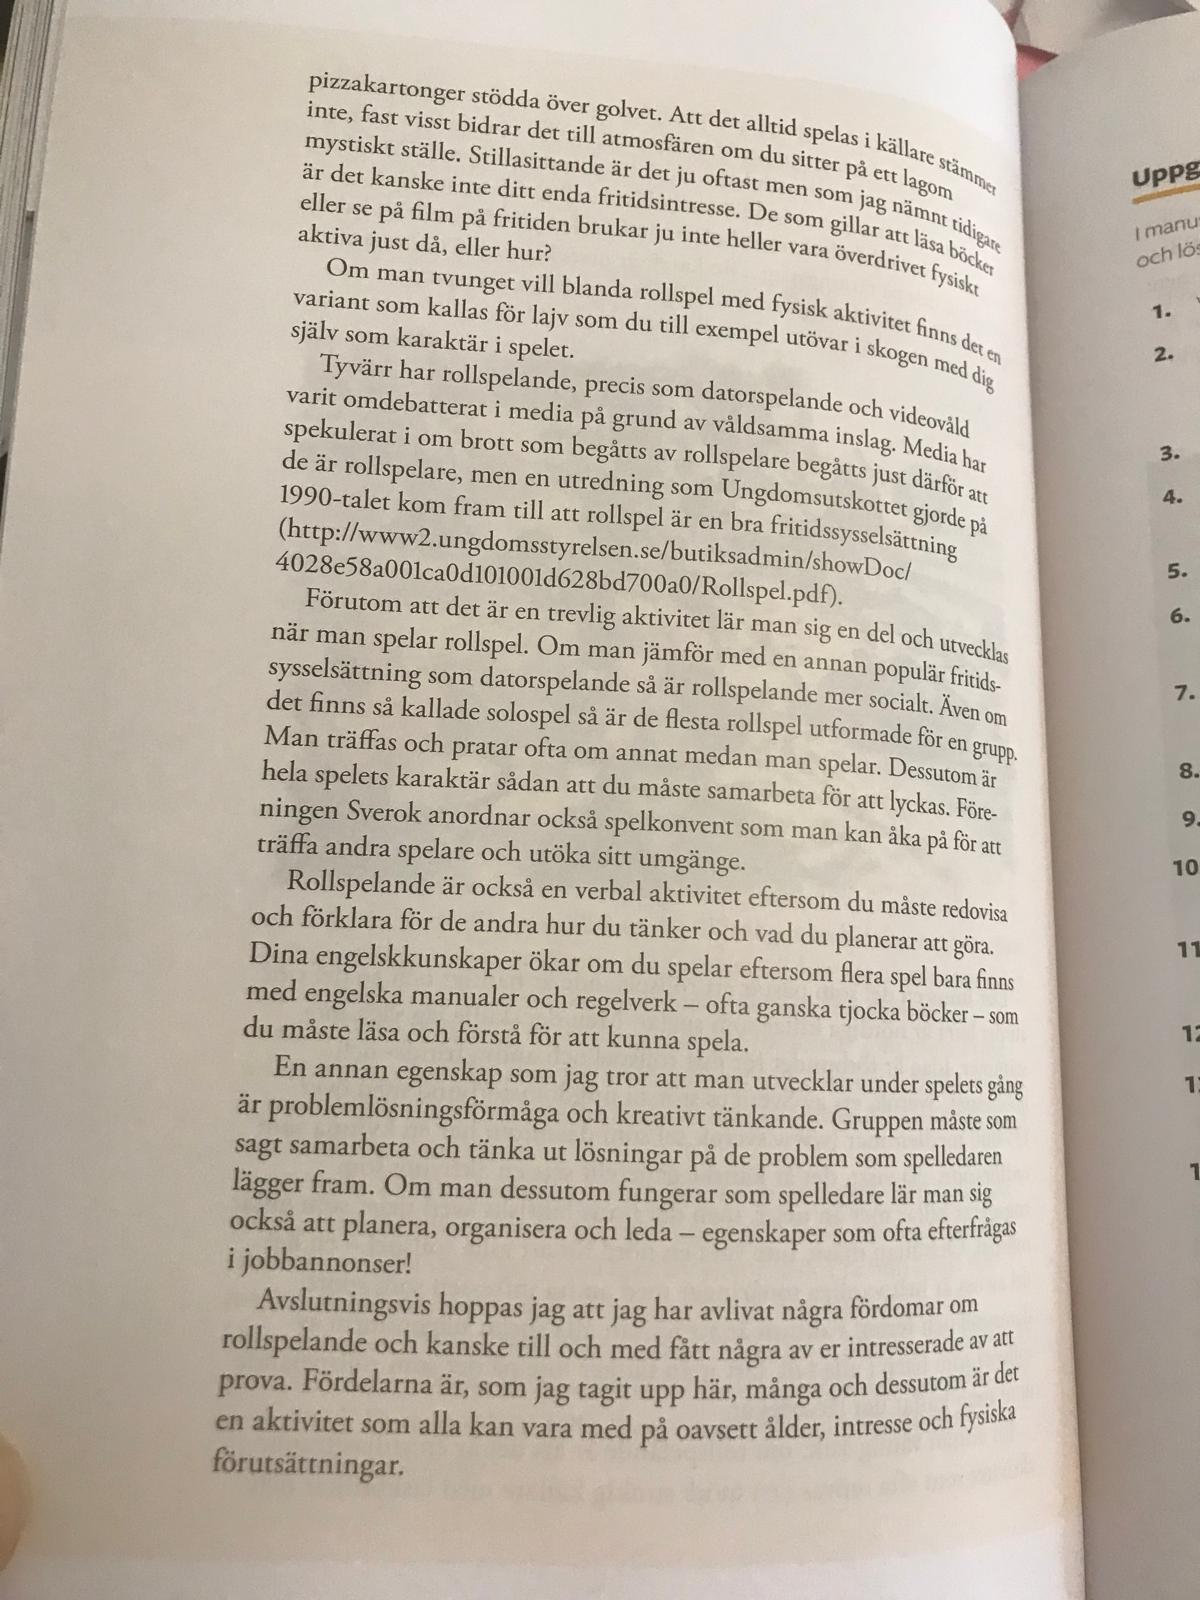 pizzakartonger stödda över golvet. Att det alltid spelas i källare stämmer
inte, fast visst bidrar det till atmosfären om du sitter på ett lagom
mystiskt ställe. Stillasittande är det ju oftast men som jag nämnt tidigare
är det kanske inte ditt enda fritidsintresse. De som gillar att läsa böcker
eller se på film på fritiden brukar ju inte heller vara överdrivet fysiskt
aktiva just då, eller hur?
Om man tvunget vill blanda rollspel med fysisk aktivitet finns det en
variant som kallas för lajv som du till exempel utövar i skogen med dig
själv som karaktär i spelet.
Tyvärr har rollspelande, precis som datorspelande och videovåld
varit omdebatterat i media på grund av våldsamma inslag. Media har
spekulerat i om brott som begåtts av rollspelare begåtts just därför att
de är rollspelare, men en utredning som Ungdomsutskottet gjorde på
1990-talet kom fram till att rollspel är en bra fritidssysselsättning
(http://www2.ungdomsstyrelsen.se/butiksadmin/showDoc/
4028e58a001ca0d101001d628bd700a0/Rollspel.pdf).
Förutom att det är en trevlig aktivitet lär man sig en del och utvecklas
när man spelar rollspel. Om man jämför med en annan populär fritids-
sysselsättning som datorspelande så är rollspelande mer socialt. Även om
det finns så kallade solospel så är de flesta rollspel utformade för en grupp.
Man träffas och pratar ofta om annat medan man spelar. Dessutom är
hela spelets karaktär sådan att du måste samarbeta för att lyckas. Före-
ningen Sverok anordnar också spelkonvent som man kan åka på för att
träffa andra spelare och utöka sitt umgänge.
Rollspelande är också en verbal aktivitet eftersom du måste redovisa
och förklara för de andra hur du tänker och vad du planerar att göra.
Dina engelskkunskaper ökar om du spelar eftersom flera spel bara finns
med engelska manualer och regelverk – ofta ganska tjocka böcker – som
du måste läsa och förstå för att kunna spela.
En annan egenskap som jag tror att man utvecklar under spelets gång
är problemlösningsförmåga och kreativt tänkande. Gruppen måste som
sagt samarbeta och tänka ut lösningar på de problem som spelledaren
lägger fram. Om man dessutom fungerar som spelledare lär man sig
också att planera, organisera och leda – egenskaper som ofta efterfrågas
i jobbannonser!
Avslutningsvis hoppas jag att jag har avlivat några fördomar om
rollspelande och kanske till och med fått några av er intresserade av att
prova. Fördelarna är, som jag tagit upp här, många och dessutom är det
en aktivitet som alla kan vara med på oavsett ålder, intresse och fysiska
förutsättningar.
Uppg
I manu
och lös
1.
2.
3.
4.
5.
6.
7.
8.
9.
10
11
12